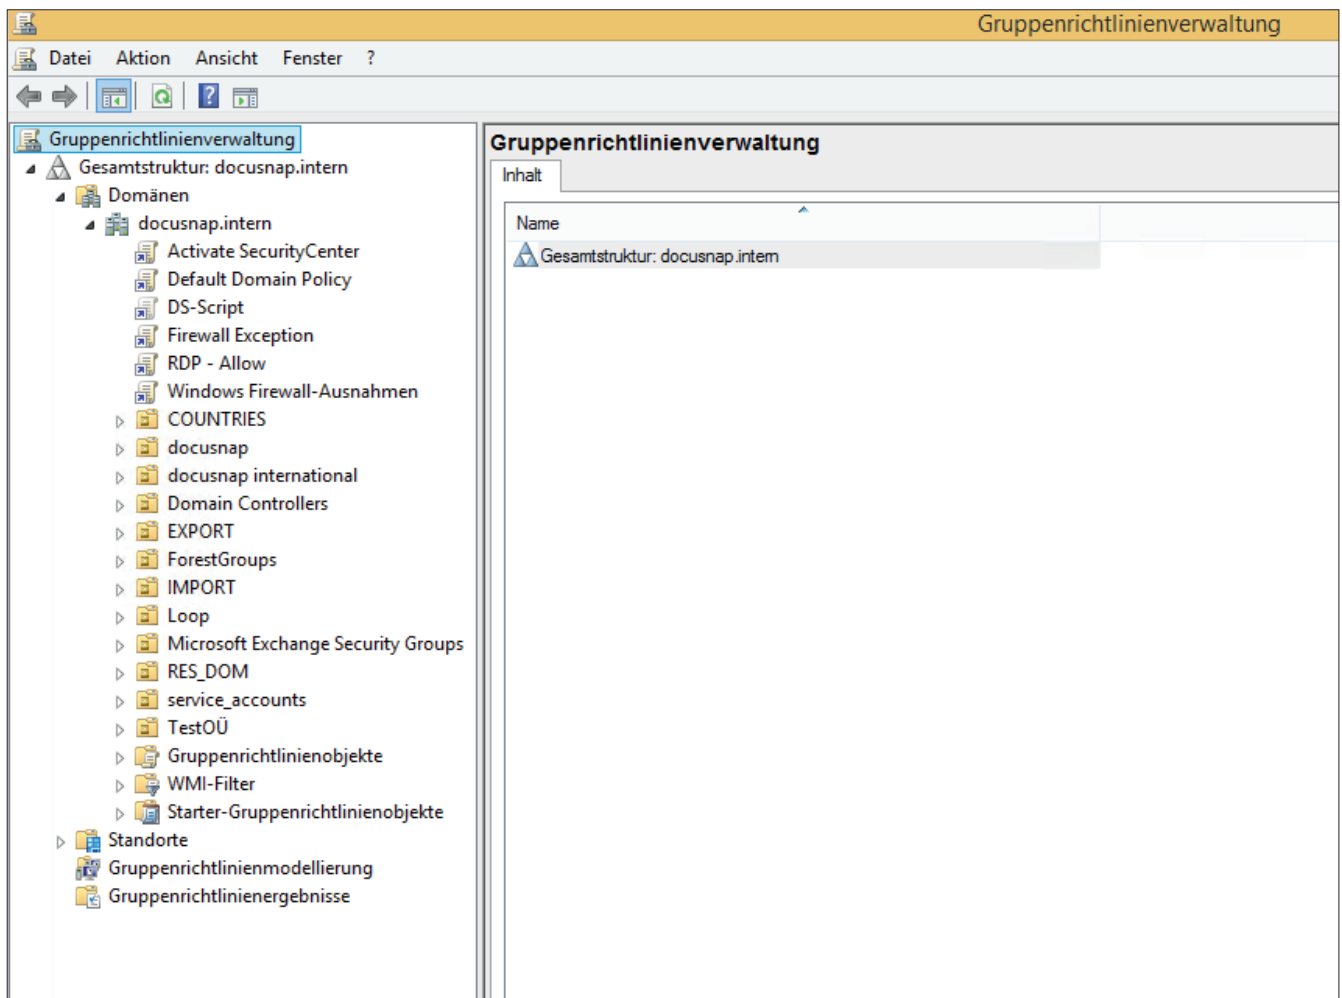 Gruppenrichtlinienverwaltung
Datei Aktion Ansicht Fenster ?
Gruppenrichtlinienverwaltung
Gesamtstruktur: docusnap.intern
Domänen
docusnap.intern
Activate SecurityCenter
Default Domain Policy
DS-Script
Firewall Exception
RDP - Allow
Windows Firewall-Ausnahmen
COUNTRIES
docusnap
docusnap international
Domain Controllers
EXPORT
ForestGroups
IMPORT
Loop
Microsoft Exchange Security Groups
RES_DOM
service_accounts
TestOÜ
Gruppenrichtlinienobjekte
WMI-Filter
Starter-Gruppenrichtlinienobjekte
Standorte
Gruppenrichtlinienmodellierung
Gruppenrichtlinienergebnisse
Gruppenrichtlinienverwaltung
Inhalt
Name
Gesamtstruktur: docusnap.intern